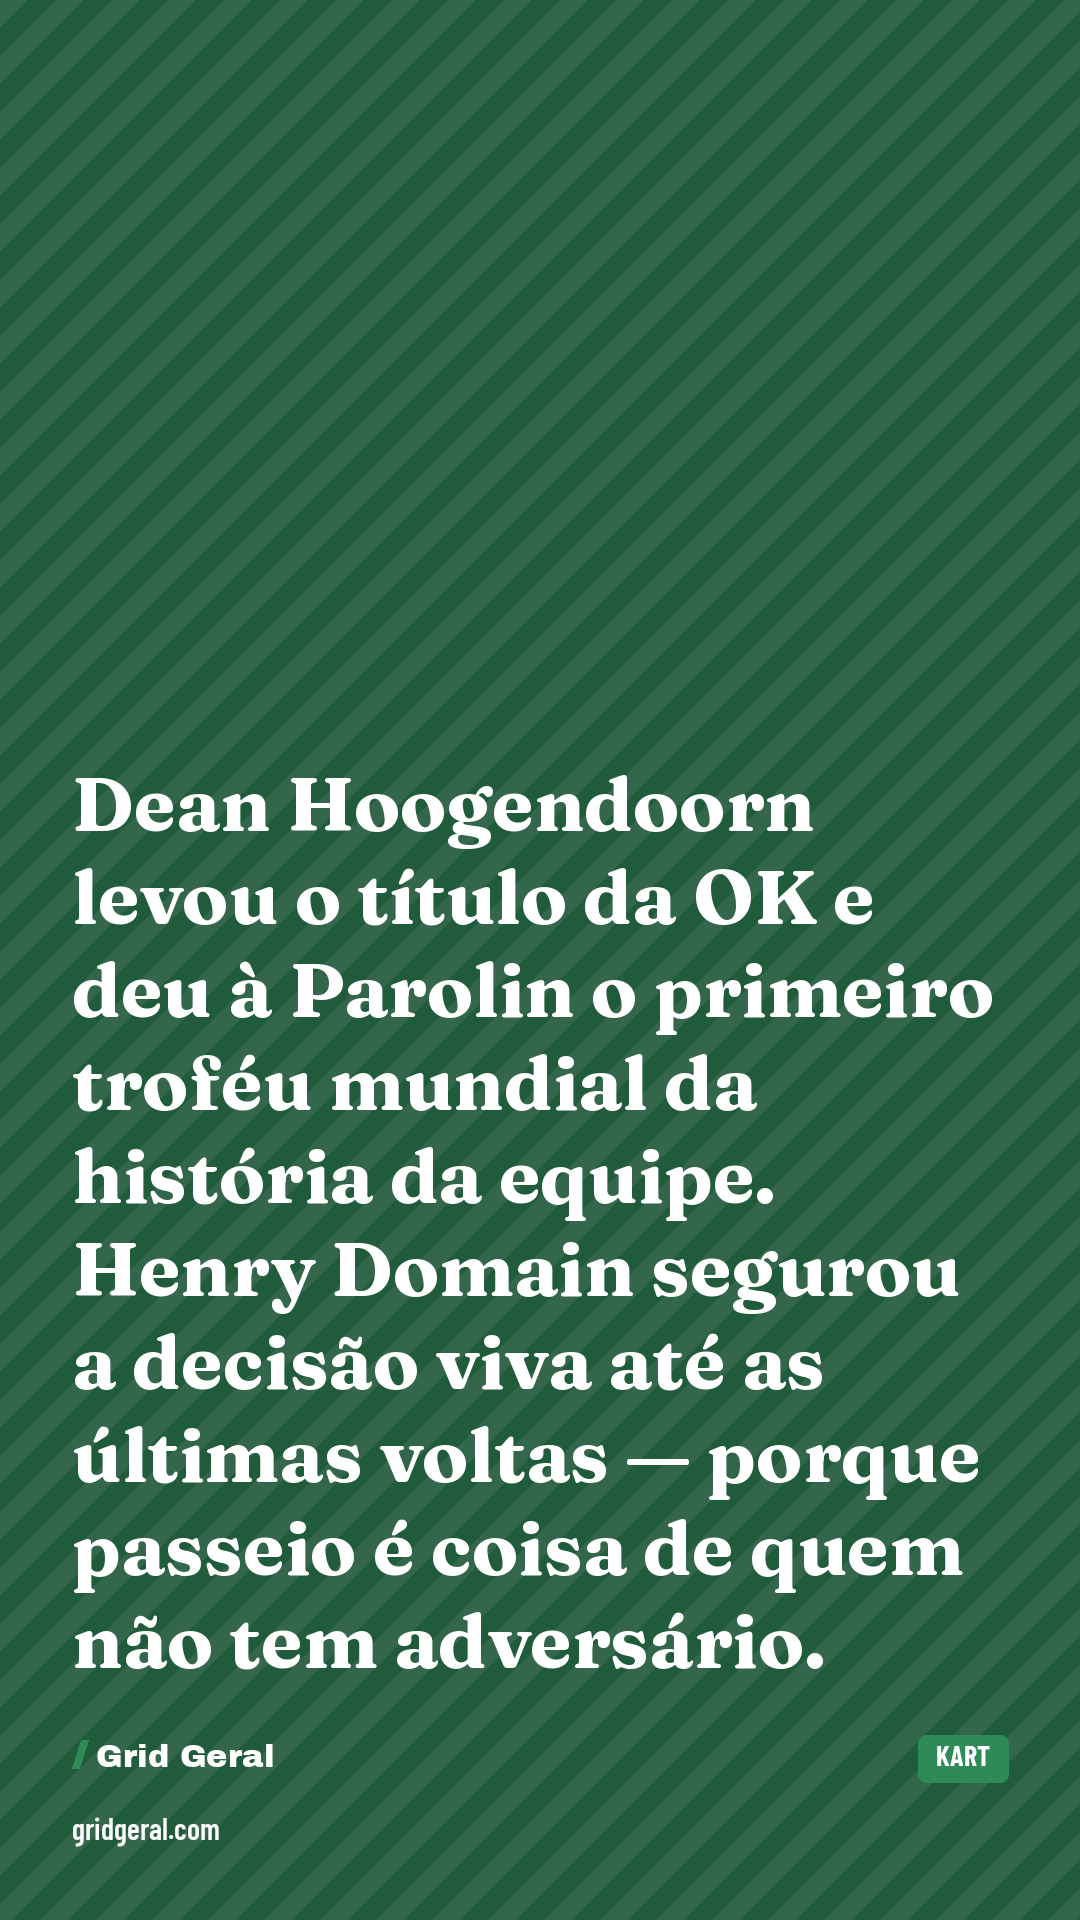 Dean Hoogendoorn
levou o título da OK e
deu à Parolin o primeiro
troféu mundial da
história da equipe.
Henry Domain segurou
a decisão viva até as
últimas voltas — porque
passeio é coisa de quem
não tem adversário.
/ Grid Geral
KART
gridgeral.com